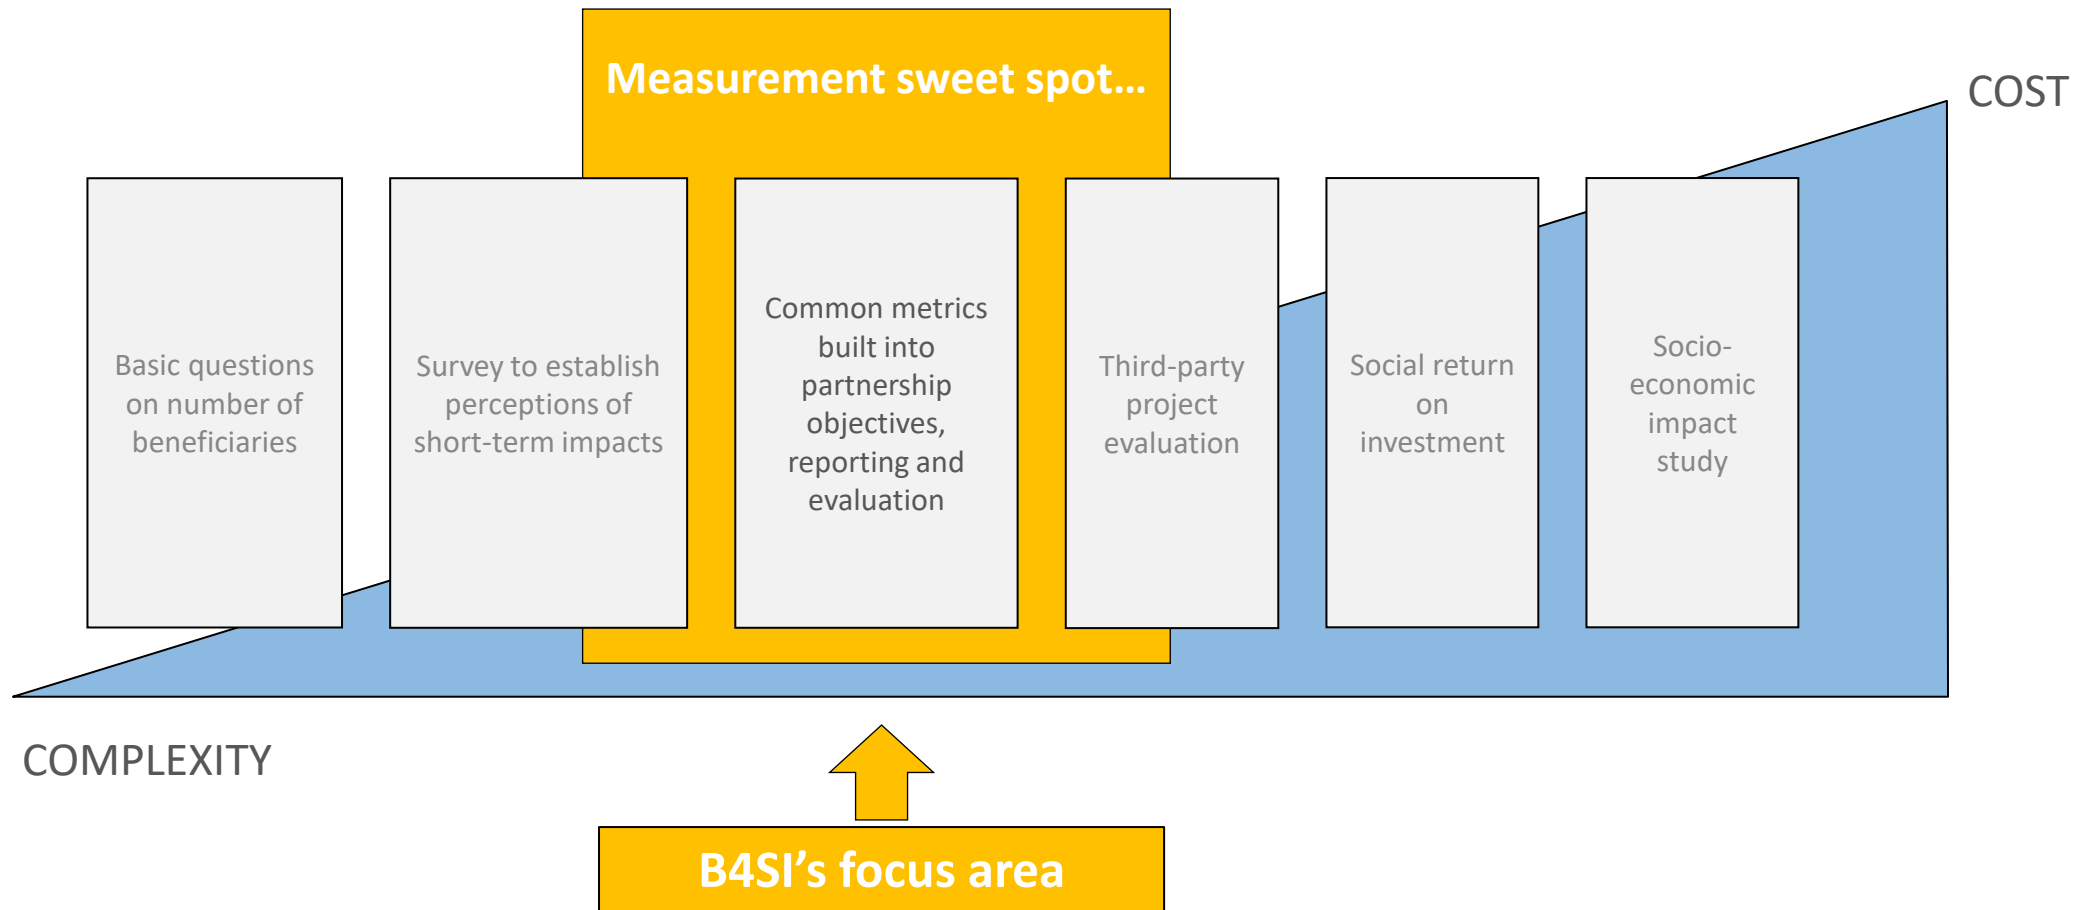 Measurement sweet spot…
COST
Basic questions
on number of
beneficiaries
Survey to establish
perceptions of
short-term impacts
Common metrics
built into
partnership
objectives,
reporting and
evaluation
Third-party
project
evaluation
Social return
on
investment
Socio-
economic
impact
study
COMPLEXITY
B4SI’s focus area